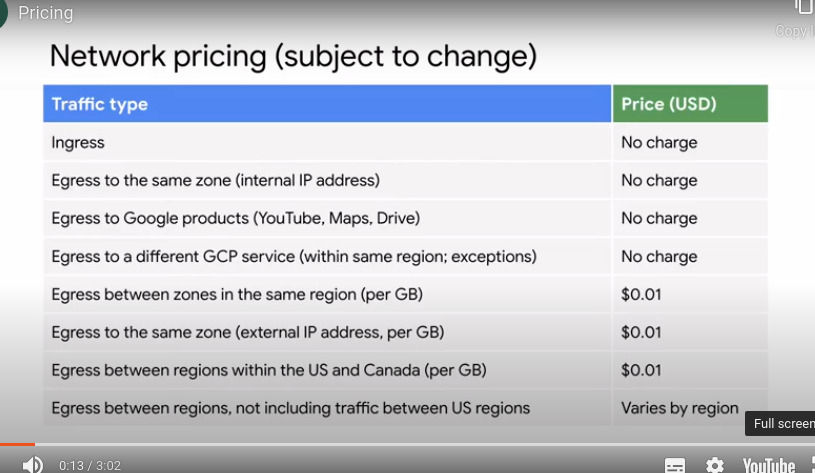 Pricing
Copy
Network pricing (subject to change)
Traffic type Price (USD)
Ingress No charge
Egress to the same zone (internal IP address) No charge
Egress to Google products (YouTube, Maps, Drive) No charge
Egress to a different GCP service (within same region; exceptions) No charge
Egress between zones in the same region (per GB) $0.01
Egress to the same zone (external IP address, per GB) $0.01
Egress between regions within the US and Canada (per GB) $0.01
Egress between regions, not including traffic between US regions Varies by region
Full screen
0:13 / 3:02 YouTube